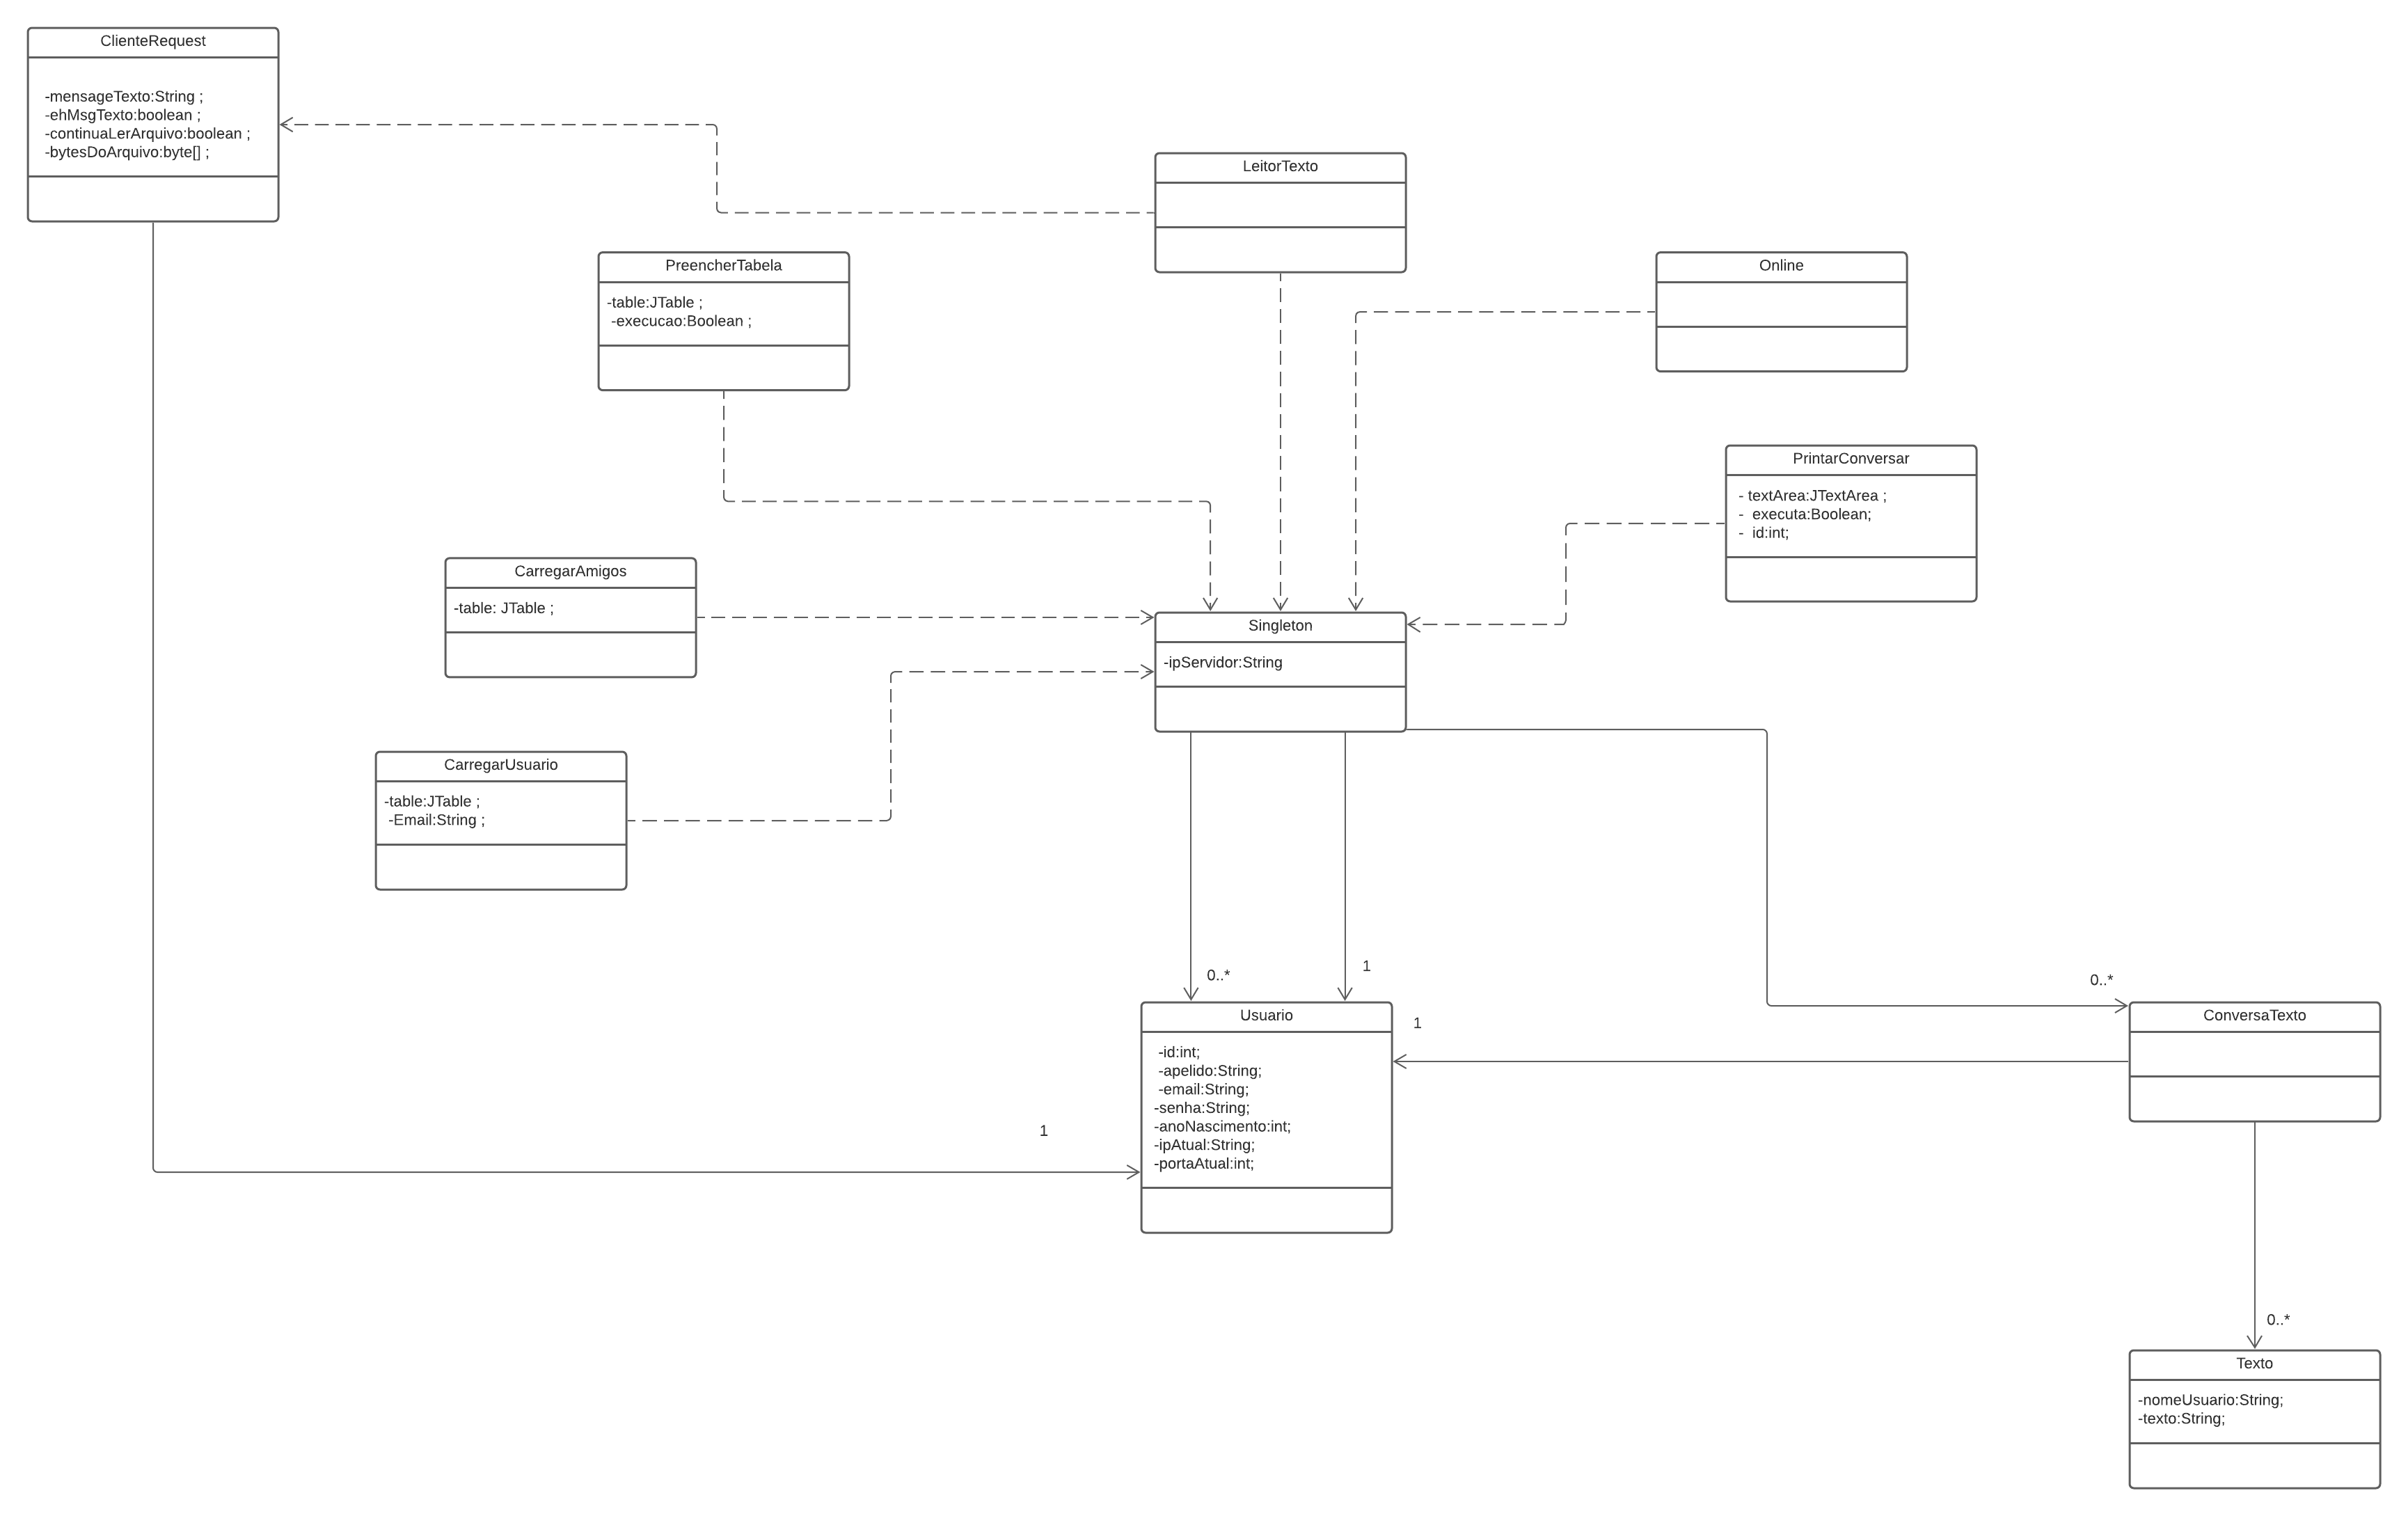 ClienteRequest
-mensageTexto:String ;
-ehMsgTexto:boolean ;
-continuaLerArquivo:boolean ;
-bytesDoArquivo:byte[] ;
LeitorTexto
PreencherTabela
-table:JTable ;
-execucao:Boolean ;
Online
PrintarConversar
- textArea:JTextArea ;
-  executa:Boolean;
-  id:int;
CarregarAmigos
-table: JTable ;
Singleton
-ipServidor:String
CarregarUsuario
-table:JTable ;
-Email:String ;
0..*
1
0..*
Usuario
-id:int;
-apelido:String;
-email:String;
-senha:String;
-anoNascimento:int;
-ipAtual:String;
-portaAtual:int;
1
ConversaTexto
1
0..*
Texto
-nomeUsuario:String;
-texto:String;